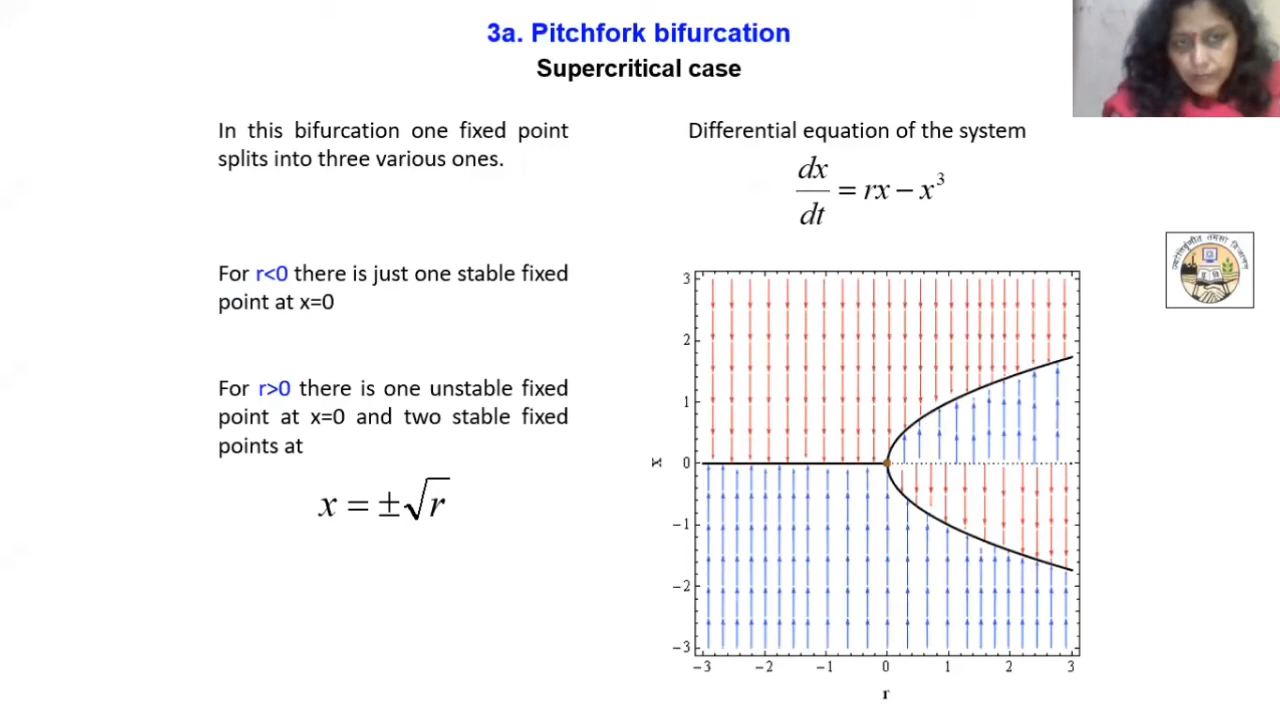 3a. Pitchfork bifurcation
Supercritical case
In this bifurcation one fixed point
splits into three various ones.
For r<0 there is just one stable fixed
point at x=0
For r>0 there is one unstable fixed
point at x=0 and two stable fixed
points at
x = ±√r
Differential equation of the system
dx/dt = rx − x³
3
2
1
0
−1
−2
−3
x
−3 −2 −1 0 1 2 3
r